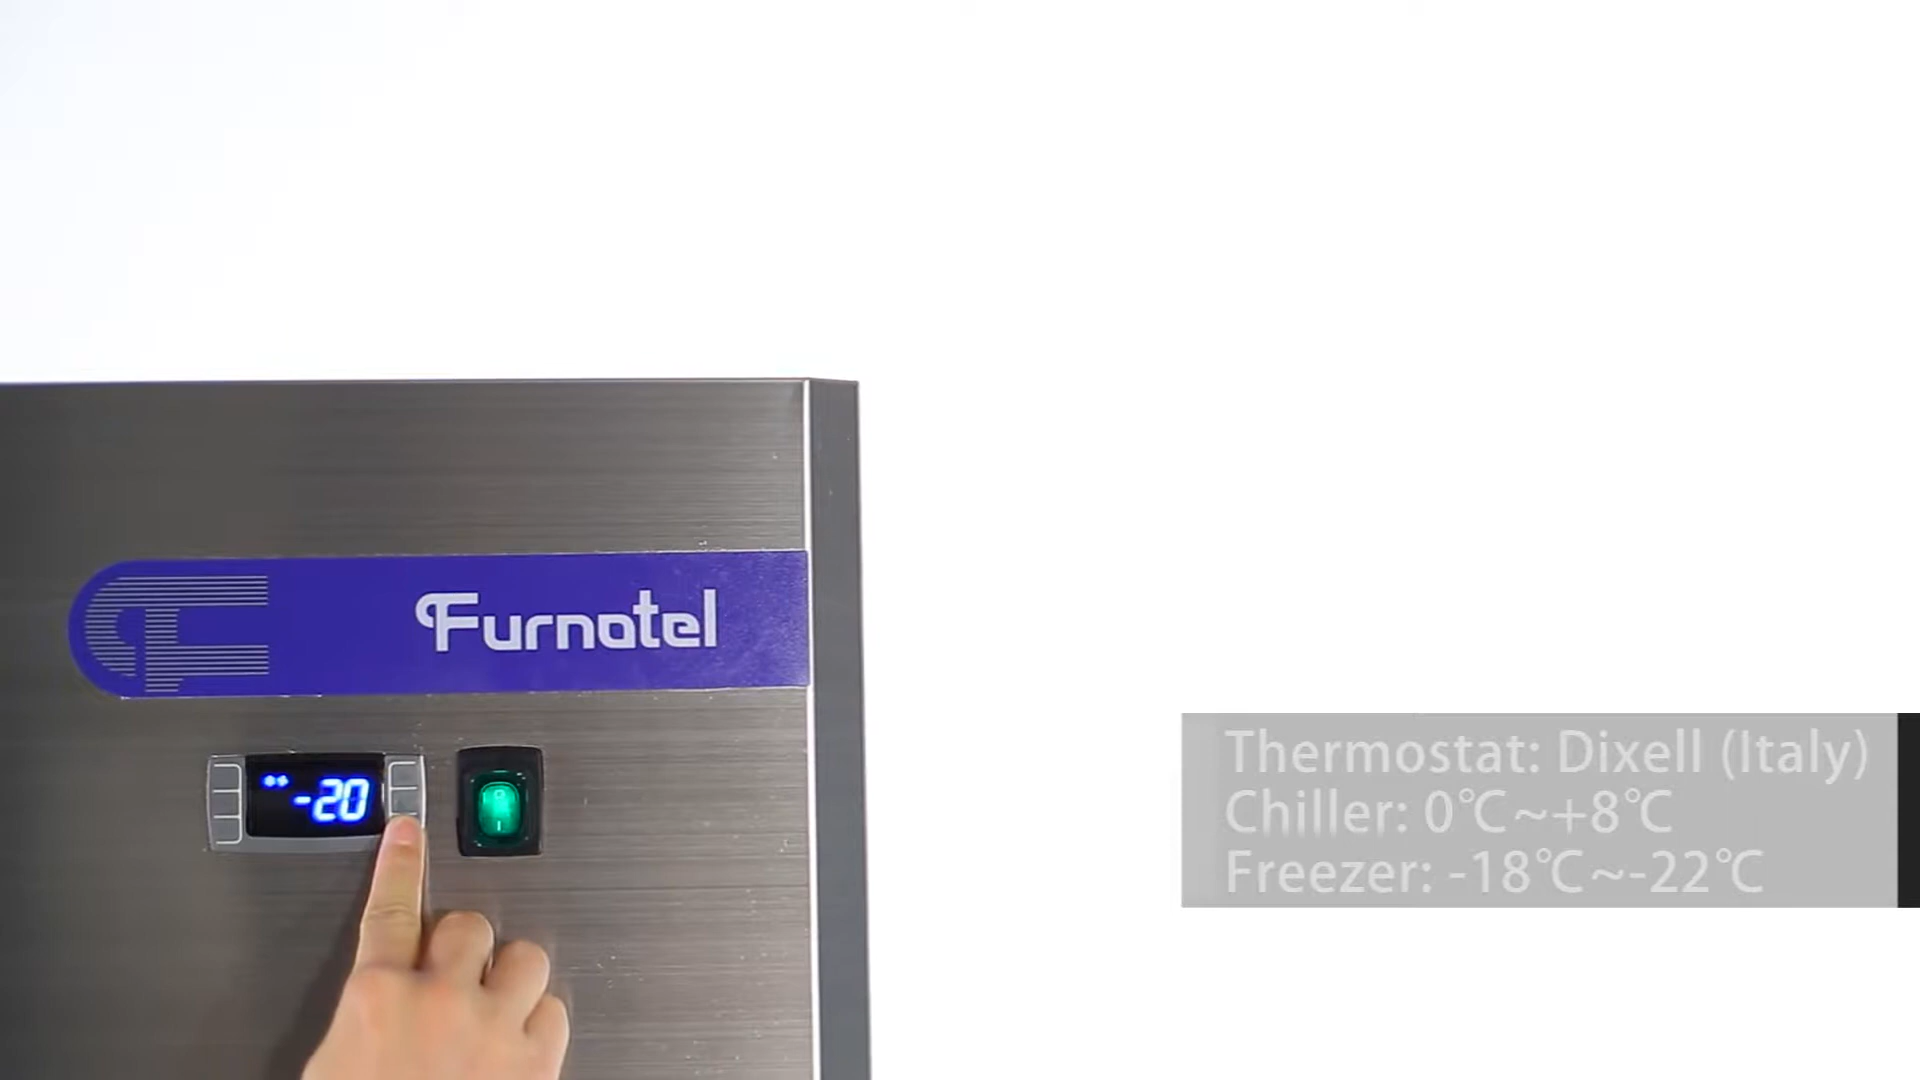 Furnotel
-20
Thermostat: Dixell (Italy)
Chiller: 0℃~+8℃
Freezer: -18℃~-22℃